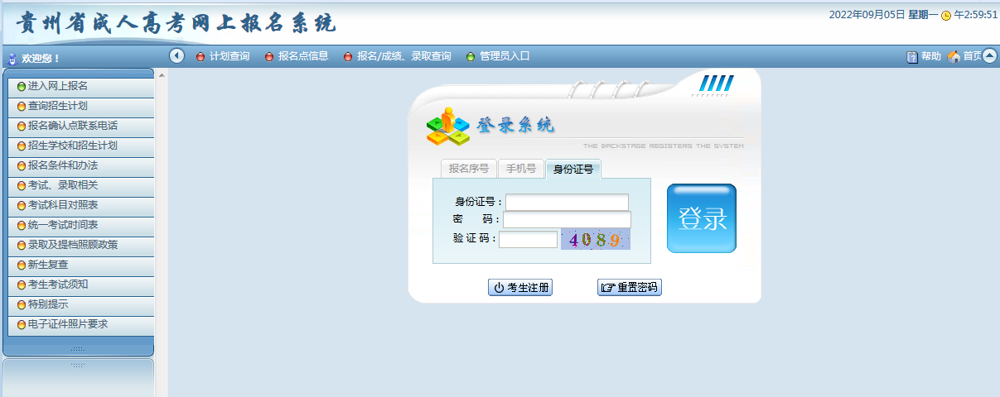 贵州省成人高考网上报名系统
2022年09月05日 星期一 午2:59:51
欢迎您！
计划查询 报名点信息 报名/成绩、录取查询 管理员入口
帮助 首页
进入网上报名
查询招生计划
报名确认点联系电话
招生学校和招生计划
报名条件和办法
考试、录取相关
考试科目对照表
统一考试时间表
录取及提档照顾政策
新生复查
考生考试须知
特别提示
电子证件照片要求
登录系统
THE BACKSTAGE REGISTERS THE SYSTEM
报名序号 手机号 身份证号
身份证号：
密 码：
验 证 码： 4089
登录
考生注册 重置密码